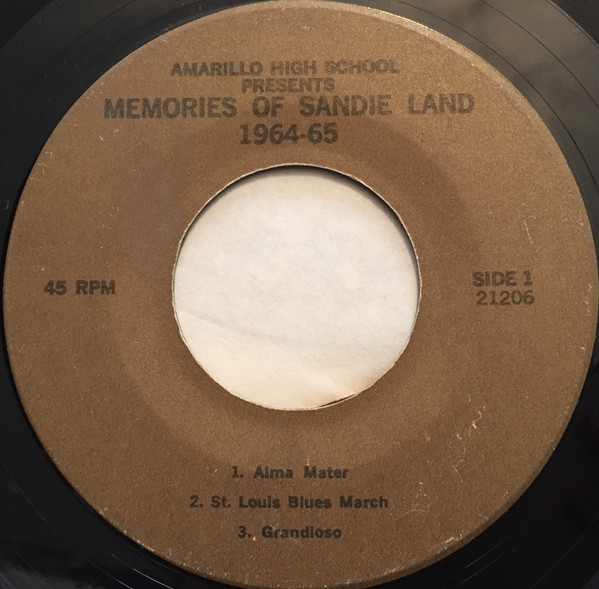 AMARILLO HIGH SCHOOL
PRESENTS
MEMORIES OF SANDIE LAND
1964-65
45 RPM
SIDE 1
21206
1. Alma Mater
2. St. Louis Blues March
3. Grandioso